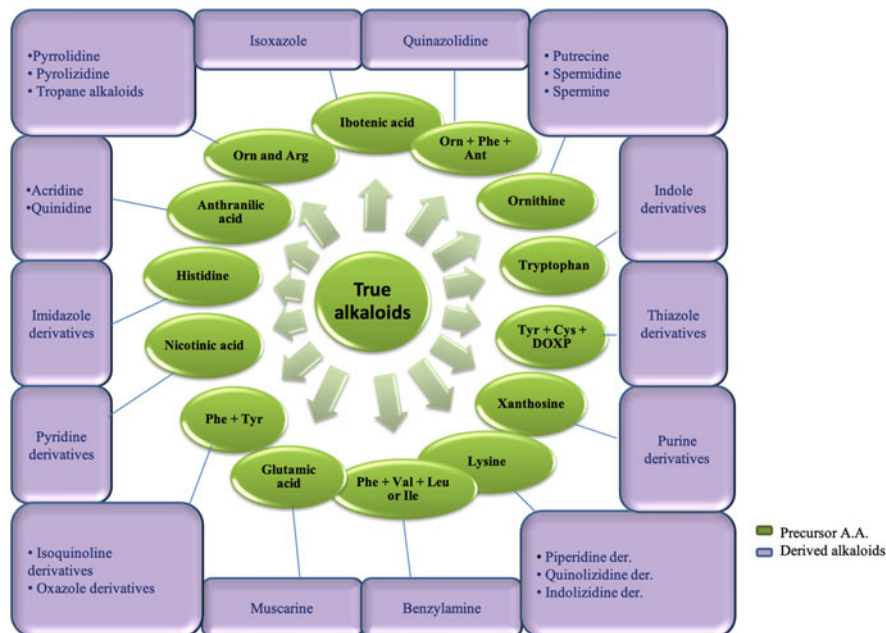 Isoxazole
Quinazolidine
•Pyrrolidine
• Pyrolizidine
• Tropane alkaloids
• Putrecine
• Spermidine
• Spermine
Ibotenic acid
Orn and Arg
Orn + Phe +
Ant
•Acridine
•Quinidine
Anthranilic
acid
Ornithine
Indole
derivatives
Histidine
Tryptophan
True
alkaloids
Imidazole
derivatives
Thiazole
derivatives
Nicotinic acid
Tyr + Cys +
DOXP
Phe + Tyr
Xanthosine
Pyridine
derivatives
Purine
derivatives
Glutamic
acid
Phe + Val + Leu
or Ile
Lysine
• Isoquinoline
derivatives
• Oxazole derivatives
• Piperidine der.
• Quinolizidine der.
• Indolizidine der.
Muscarine
Benzylamine
Precursor A.A.
Derived alkaloids